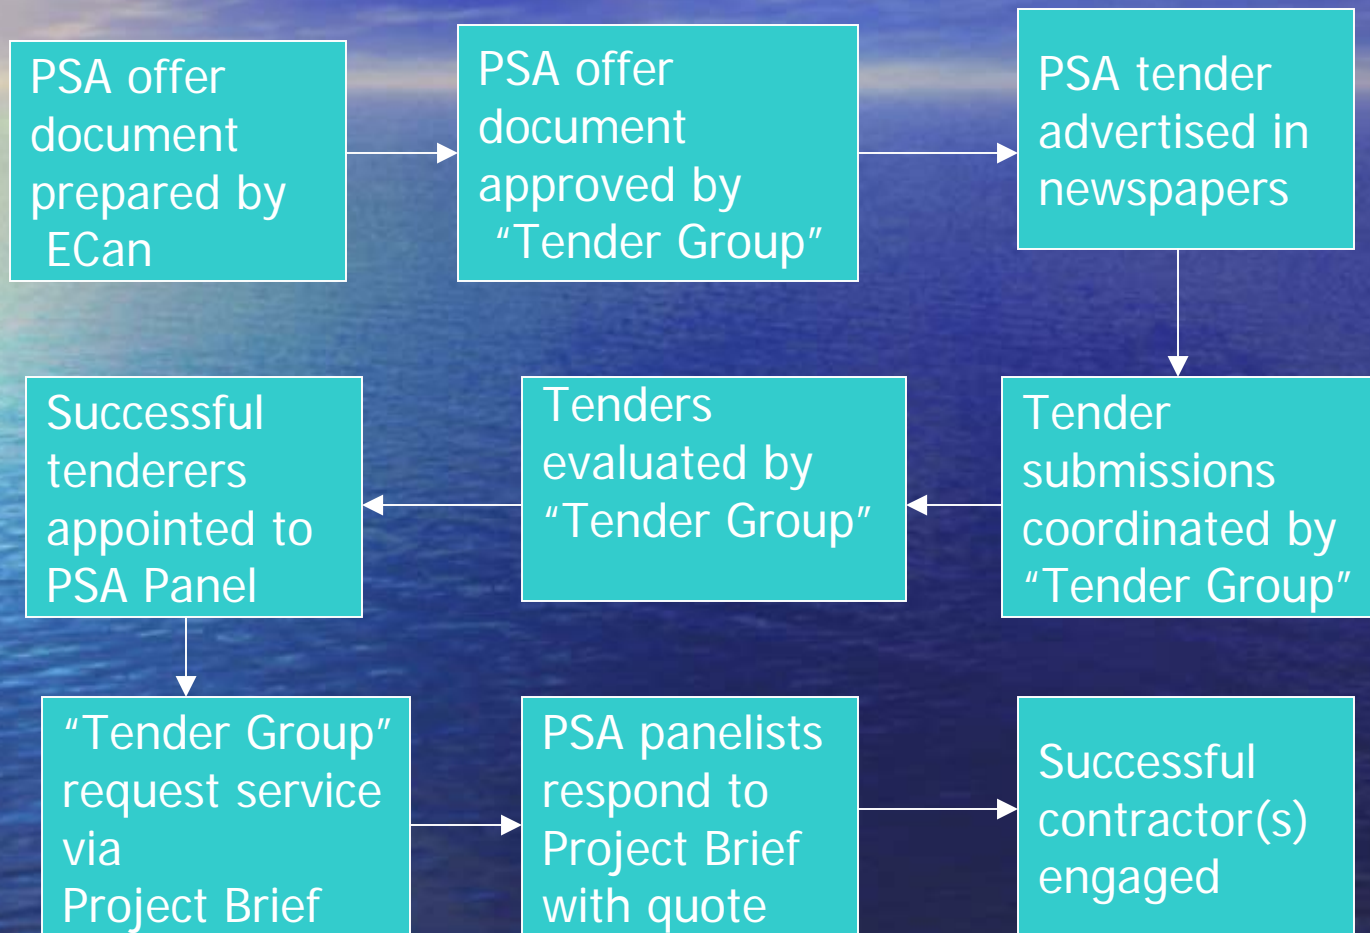 PSA offer
document
prepared by
ECan
PSA offer
document
approved by
“Tender Group”
PSA tender
advertised in
newspapers
Tender
submissions
coordinated by
“Tender Group”
Tenders
evaluated by
“Tender Group”
Successful
tenderers
appointed to
PSA Panel
“Tender Group”
request service
via
Project Brief
PSA panelists
respond to
Project Brief
with quote
Successful
contractor(s)
engaged